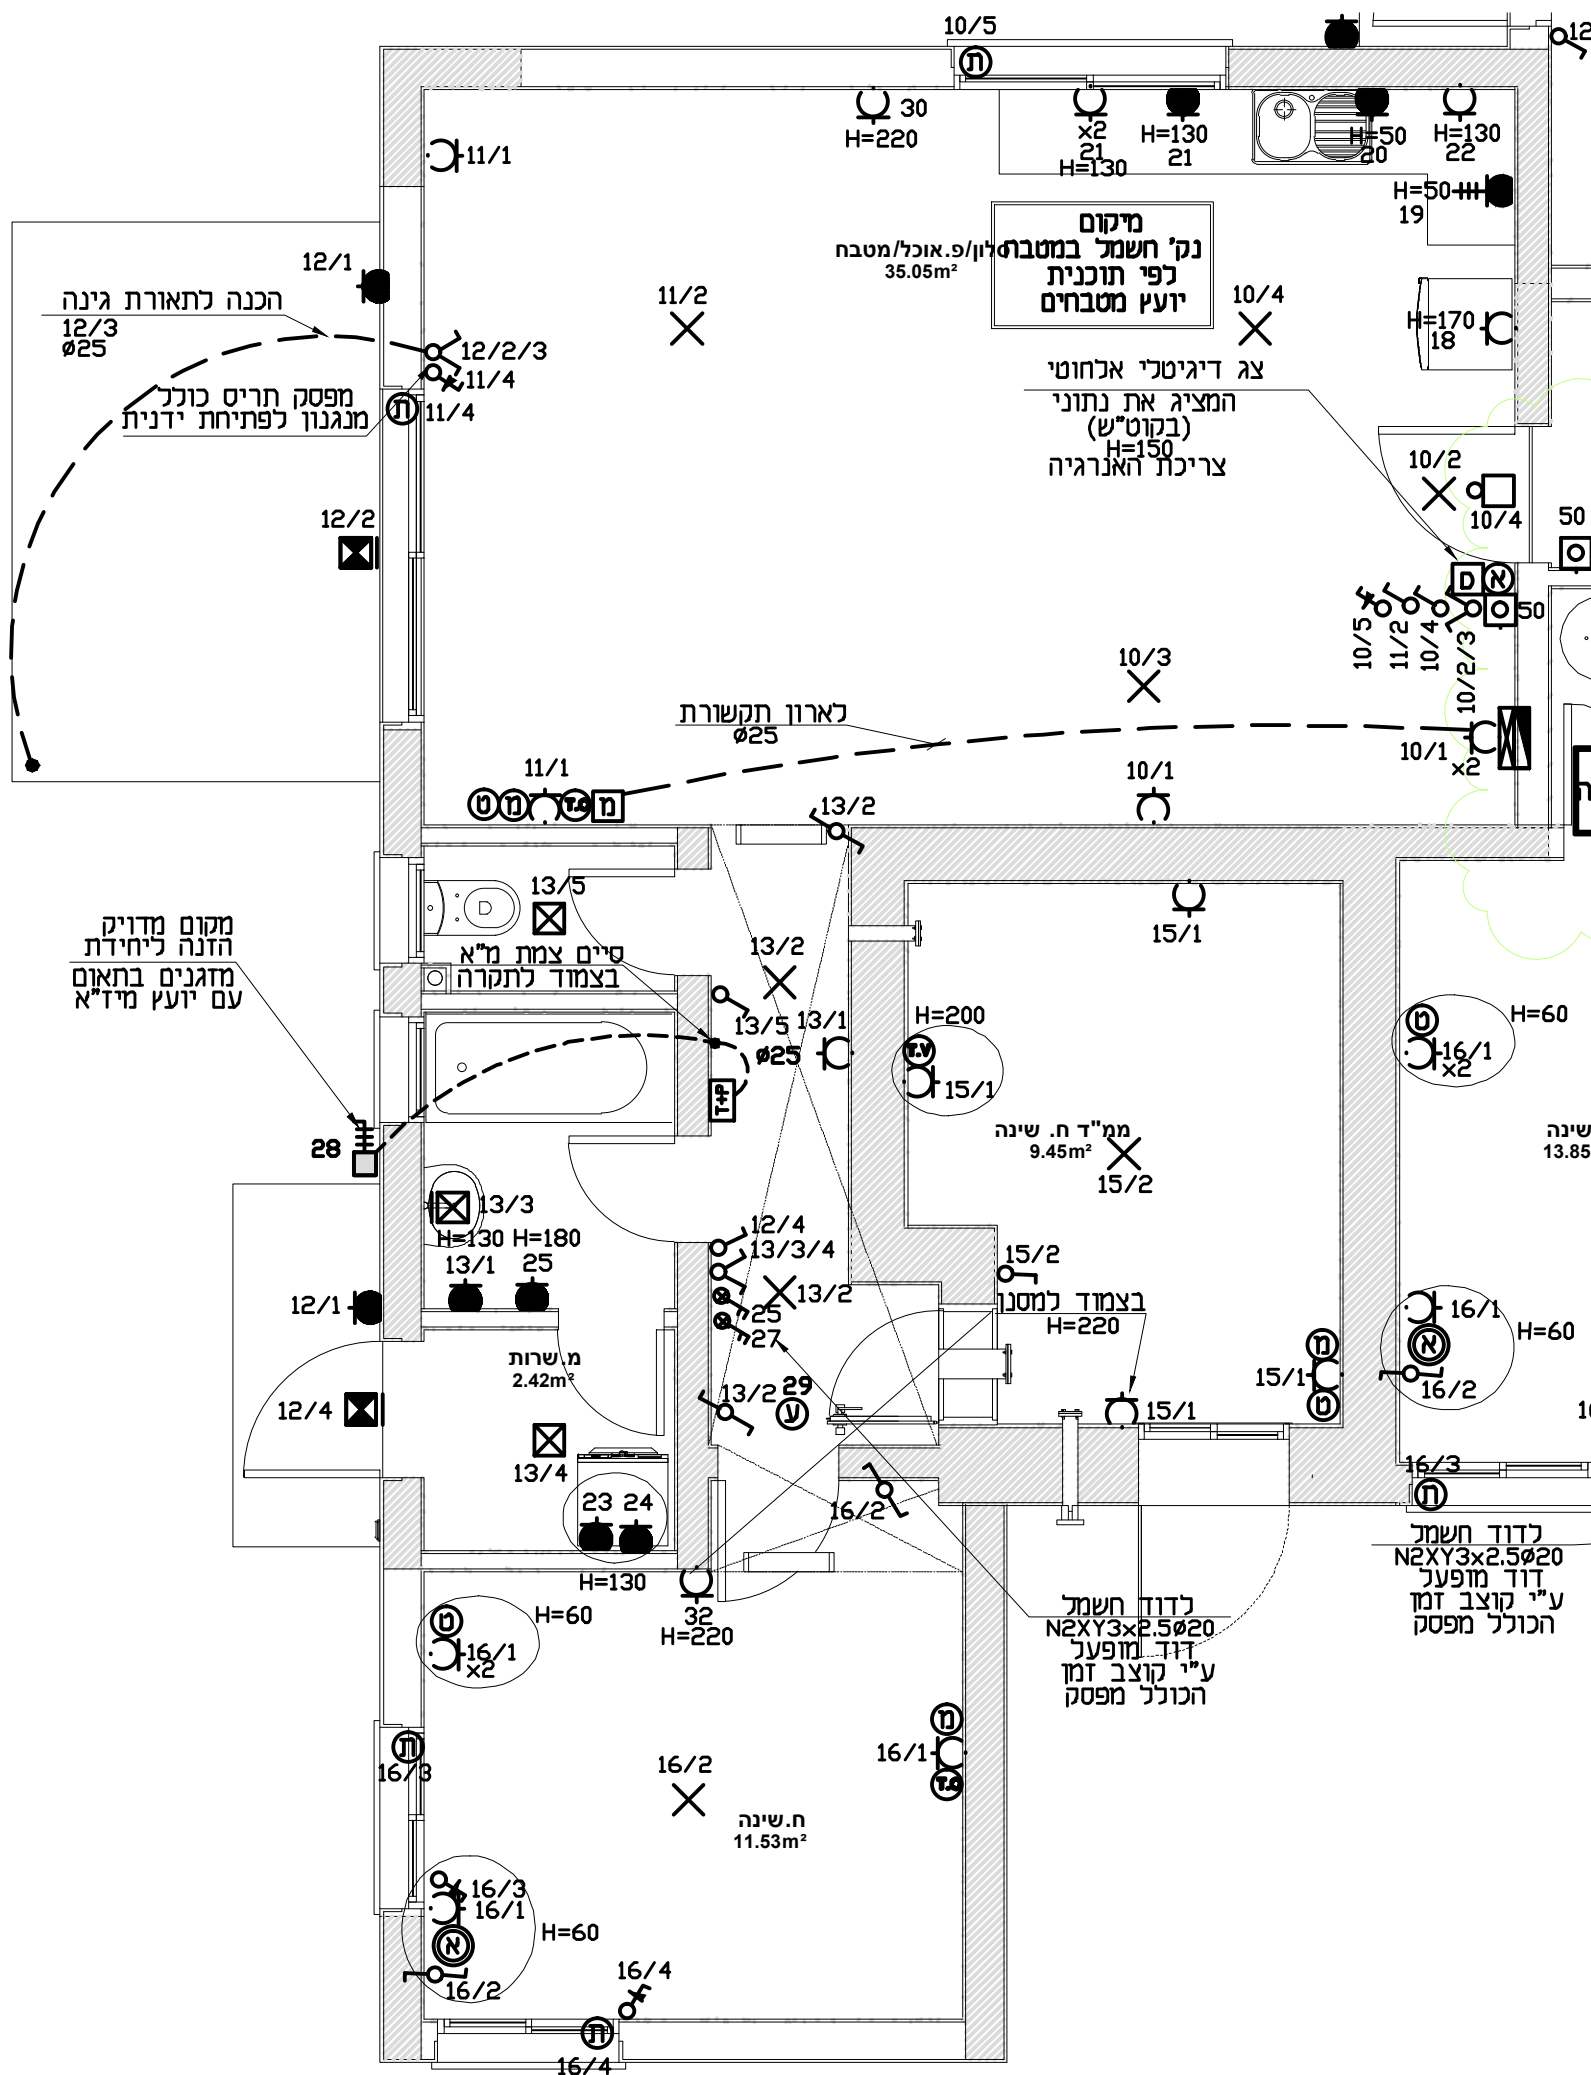 10/5
12
30
H=220
×2
21
H=130
H=130
21
H=50
20
H=130
22
11/1
H=50
19
מיקום
נק' חשמל במטבח
לפי תוכנית
יועץ מטבחים
סלון/פ.אוכל/מטבח
35.05m²
12/1
הכנה לתאורת גינה
12/3
Ø25
11/2
10/4
H=170
18
12/2/3
11/4
ת
11/4
מפסק תריס כולל
מנגנון לפתיחת ידנית
צג דיגיטלי אלחוטי
המציג את נתוני
(בקוט"ש)
H=150
צריכת האנרגיה
10/2
10/4
50
12/2
D
א
50
10/5
11/2
10/4
10/2/3
10/3
לארון תקשורת
Ø25
10/1
×2
11/1
10/1
ט
מ
מ
13/2
13/5
מקום מדויק
הזנה ליחידת
מזגנים בתאום
עם יועץ מיז"א
סיים צמת מ"א
בצמוד לתקרה
13/2
15/1
13/5
13/1
Ø25
T+P
H=200
T.V
15/1
ט
H=60
16/1
×2
28
ממ"ד ח. שינה
9.45m²
15/2
שינה
13.85
13/3
H=130
13/1
H=180
25
12/4
13/3/4
13/2
25
27
15/2
בצמוד למסנן
H=220
12/1
16/1
א
H=60
16/2
מ.שרות
2.42m²
12/4
13/4
13/2
29
ע
15/1
מ
15/1
ט
16/3
ת
16/2
23
24
H=130
32
H=220
לדוד חשמל
N2XY3×2.5Ø20
דוד מופעל
ע"י קוצב זמן
הכולל מפסק
לדוד חשמל
N2XY3×2.5Ø20
דוד מופעל
ע"י קוצב זמן
הכולל מפסק
ט
H=60
16/1
×2
ת
16/3
16/2
מ
16/1
ח.שינה
11.53m²
16/3
16/1
א
H=60
16/2
16/4
ת
16/4